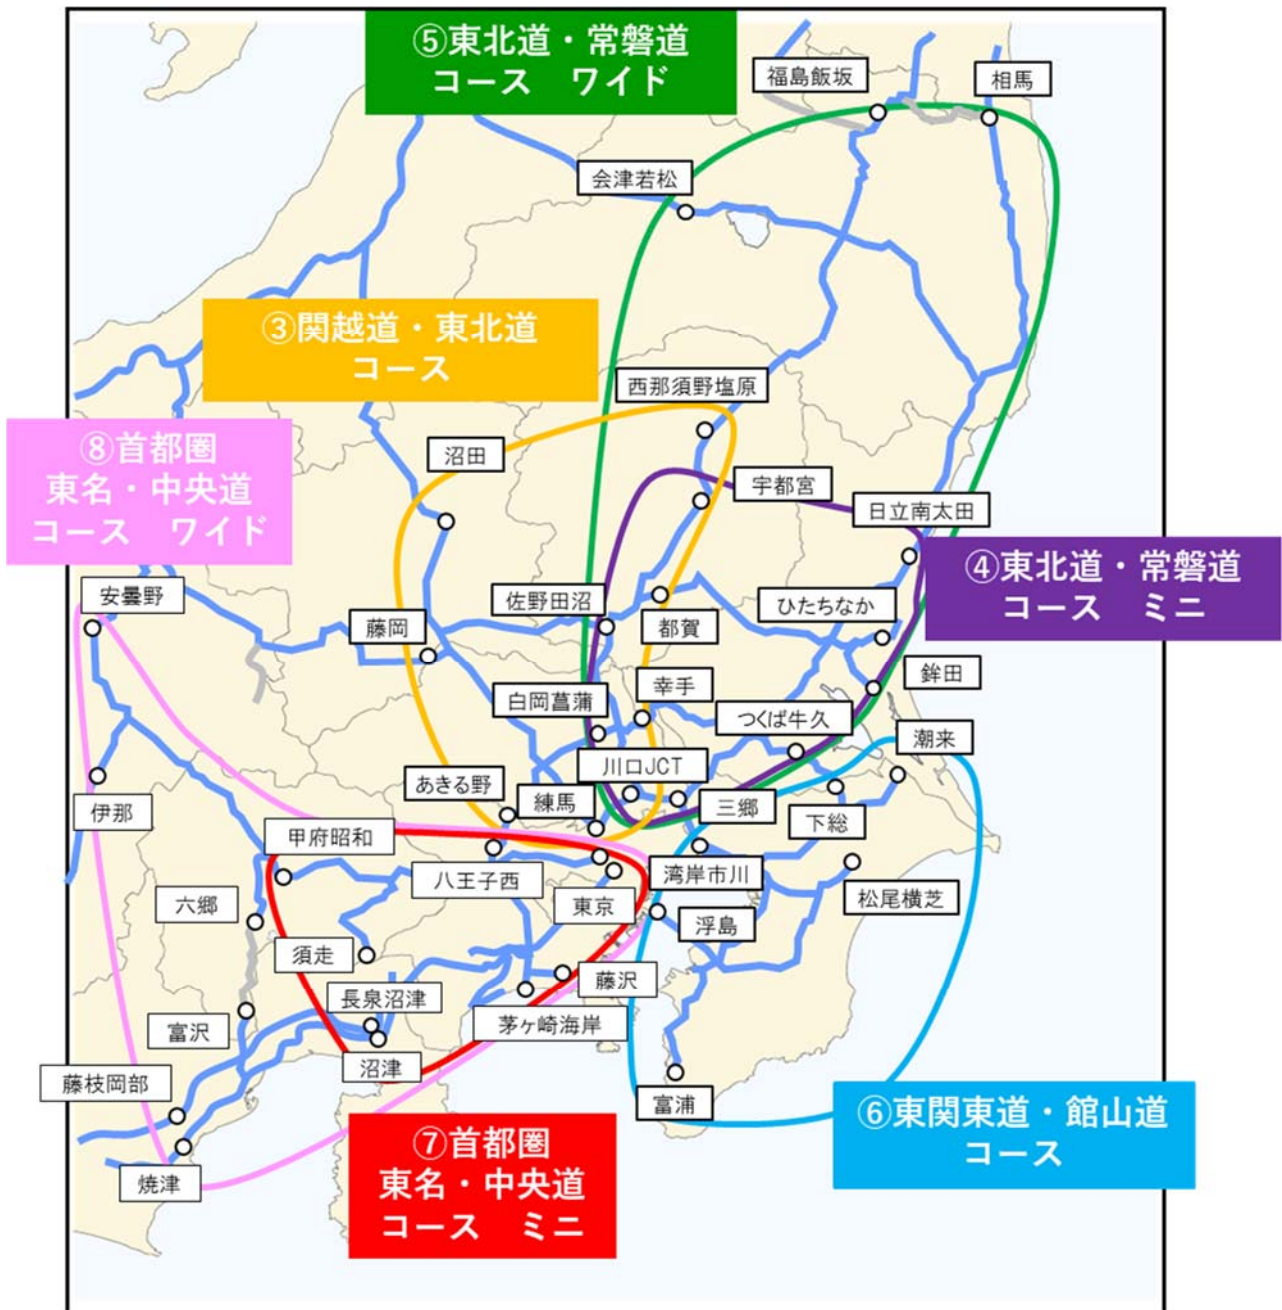 ⑤東北道・常磐道
コース　ワイド
福島飯坂
相馬
会津若松
③関越道・東北道
コース
西那須野塩原
沼田
⑧首都圏
東名・中央道
コース　ワイド
宇都宮
日立南太田
④東北道・常磐道
コース　ミニ
安曇野
佐野田沼
ひたちなか
藤岡
都賀
鉾田
白岡菖蒲
幸手
つくば牛久
潮来
川口JCT
あきる野
練馬
三郷
下総
伊那
甲府昭和
八王子西
湾岸市川
松尾横芝
六郷
東京
浮島
須走
藤沢
長泉沼津
茅ヶ崎海岸
富沢
沼津
藤枝岡部
富浦
⑥東関東道・館山道
コース
⑦首都圏
東名・中央道
コース　ミニ
焼津